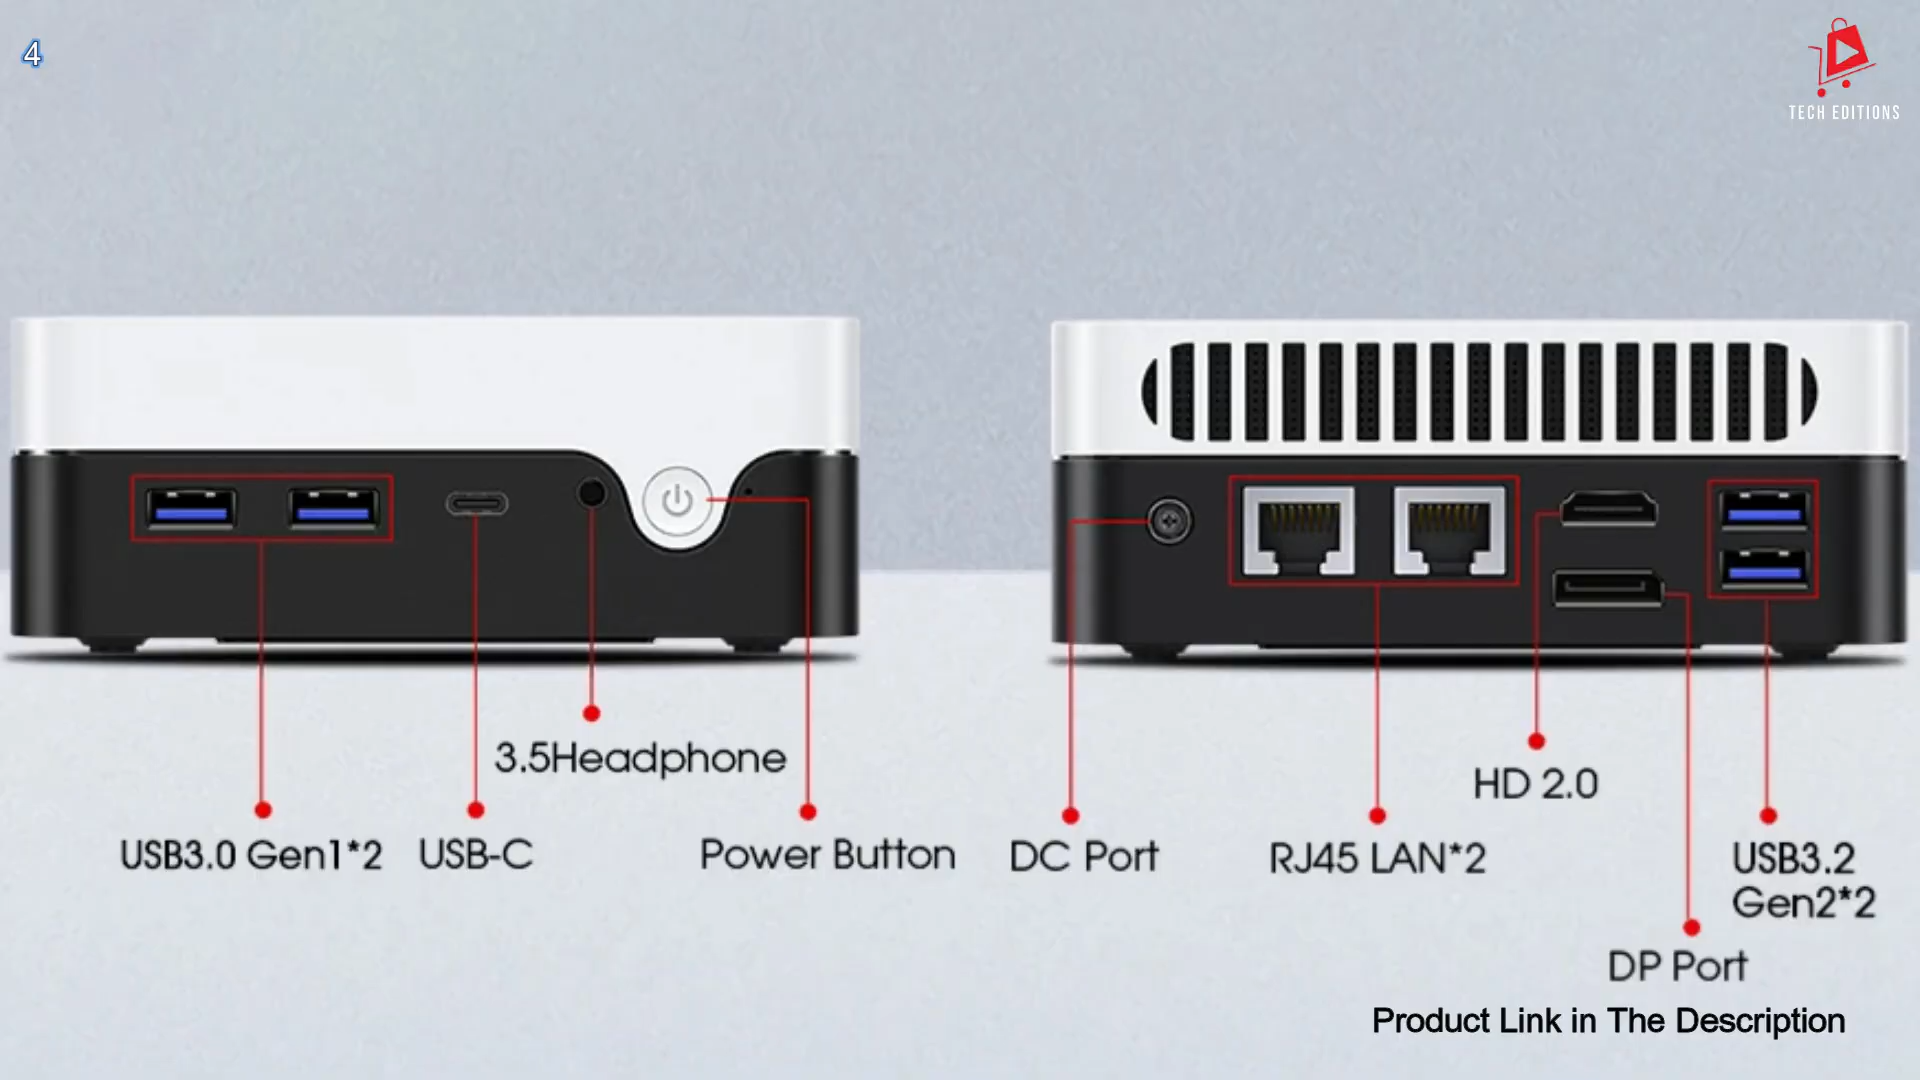 4
TECH EDITIONS
3.5Headphone
USB3.0 Gen1*2
USB-C
Power Button
DC Port
RJ45 LAN*2
HD 2.0
USB3.2
Gen2*2
DP Port
Product Link in The Description